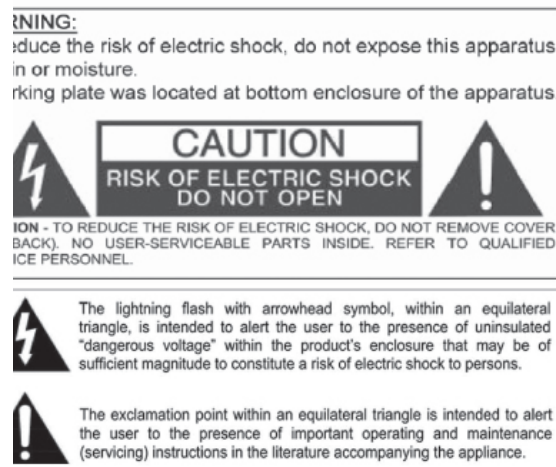 RNING:
educe the risk of electric shock, do not expose this apparatus
in or moisture.
rking plate was located at bottom enclosure of the apparatus
CAUTION
RISK OF ELECTRIC SHOCK
DO NOT OPEN
ION - TO REDUCE THE RISK OF ELECTRIC SHOCK, DO NOT REMOVE COVER
BACK). NO USER-SERVICEABLE PARTS INSIDE. REFER TO QUALIFIED
ICE PERSONNEL.
The lightning flash with arrowhead symbol, within an equilateral
triangle, is intended to alert the user to the presence of uninsulated
“dangerous voltage” within the product's enclosure that may be of
sufficient magnitude to constitute a risk of electric shock to persons.
The exclamation point within an equilateral triangle is intended to alert
the user to the presence of important operating and maintenance
(servicing) instructions in the literature accompanying the appliance.